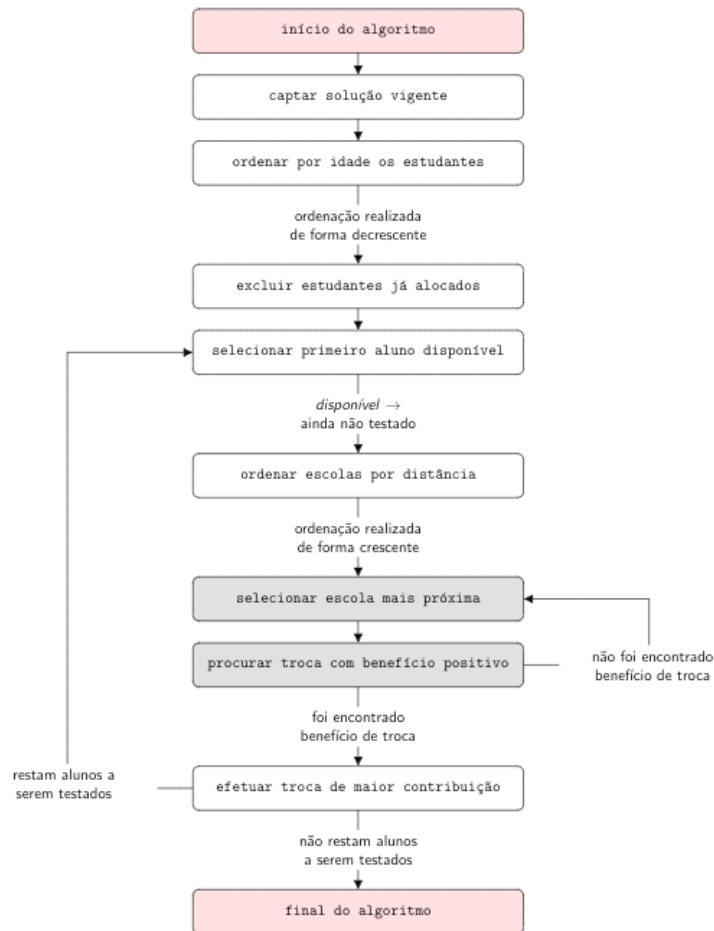 início do algoritmo
captar solução vigente
ordenar por idade os estudantes
ordenação realizada
de forma decrescente
excluir estudantes já alocados
selecionar primeiro aluno disponível
disponível →
ainda não testado
ordenar escolas por distância
ordenação realizada
de forma crescente
selecionar escola mais próxima
procurar troca com benefício positivo
não foi encontrado
benefício de troca
foi encontrado
benefício de troca
restam alunos a
serem testados
efetuar troca de maior contribuição
não restam alunos
a serem testados
final do algoritmo